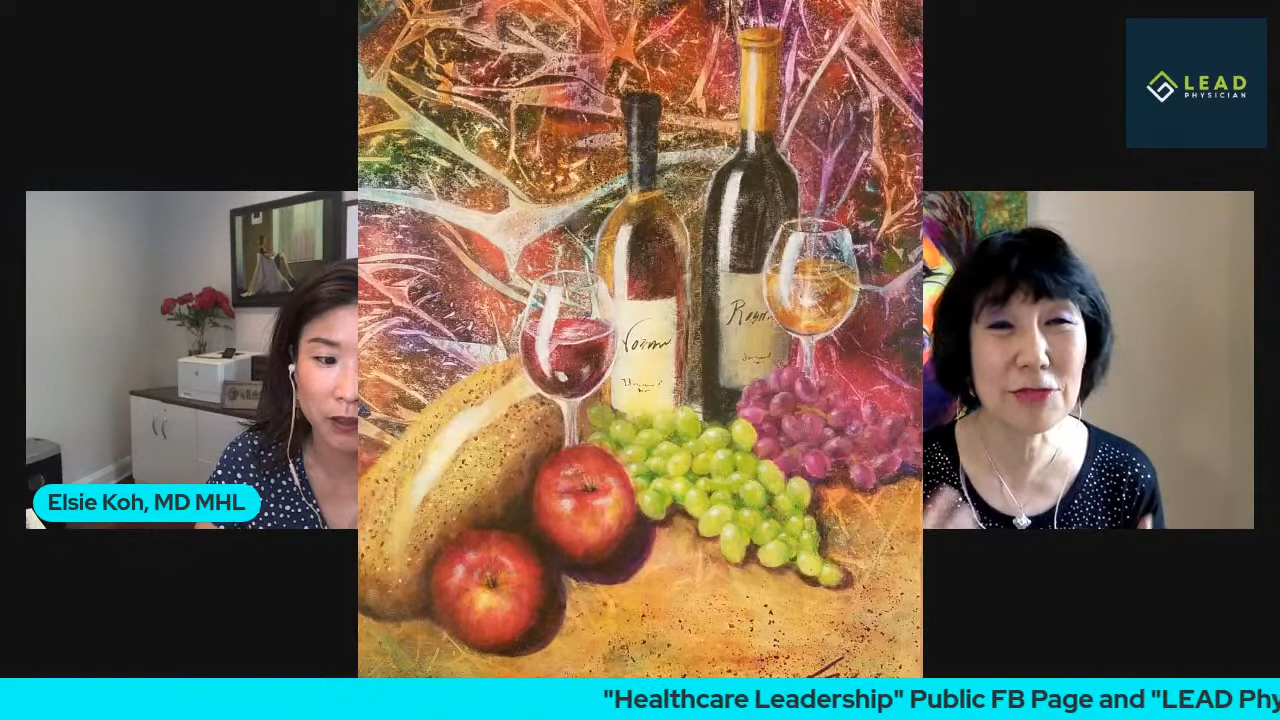 LEAD
PHYSICIAN
Elsie Koh, MD MHL
"Healthcare Leadership" Public FB Page and "LEAD Phy